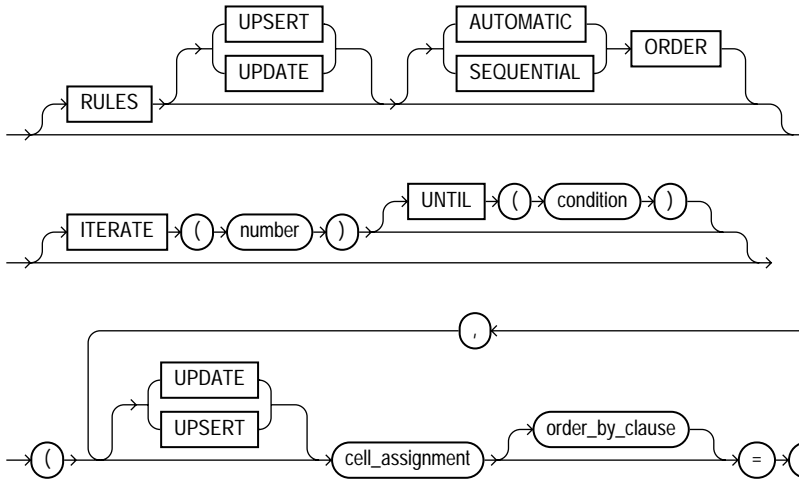 UPSERT AUTOMATIC
UPDATE SEQUENTIAL ORDER
RULES
UNTIL ( condition )
ITERATE ( number )
,
UPDATE
UPSERT order_by_clause
( cell_assignment =